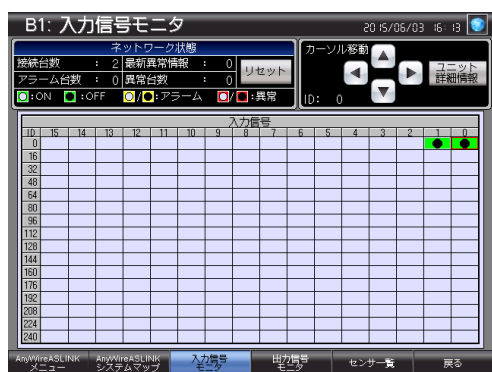 B1: 入力信号モニタ
2015/06/03 16:13
ネットワーク状態
接続台数 : 2 最新異常情報 : 0
アラーム台数 : 0 異常台数 : 0
リセット
:ON :OFF / :アラーム / :異常
カーソル移動
ID: 0
ユニット
詳細情報
入力信号
ID 15 14 13 12 11 10 9 8 7 6 5 4 3 2 1 0
0
16
32
48
64
80
96
112
128
144
160
176
192
208
224
240
AnyWireASLINK
メニュー
AnyWireASLINK
システムマップ
入力信号
モニタ
出力信号
モニタ
センサ一覧
戻る